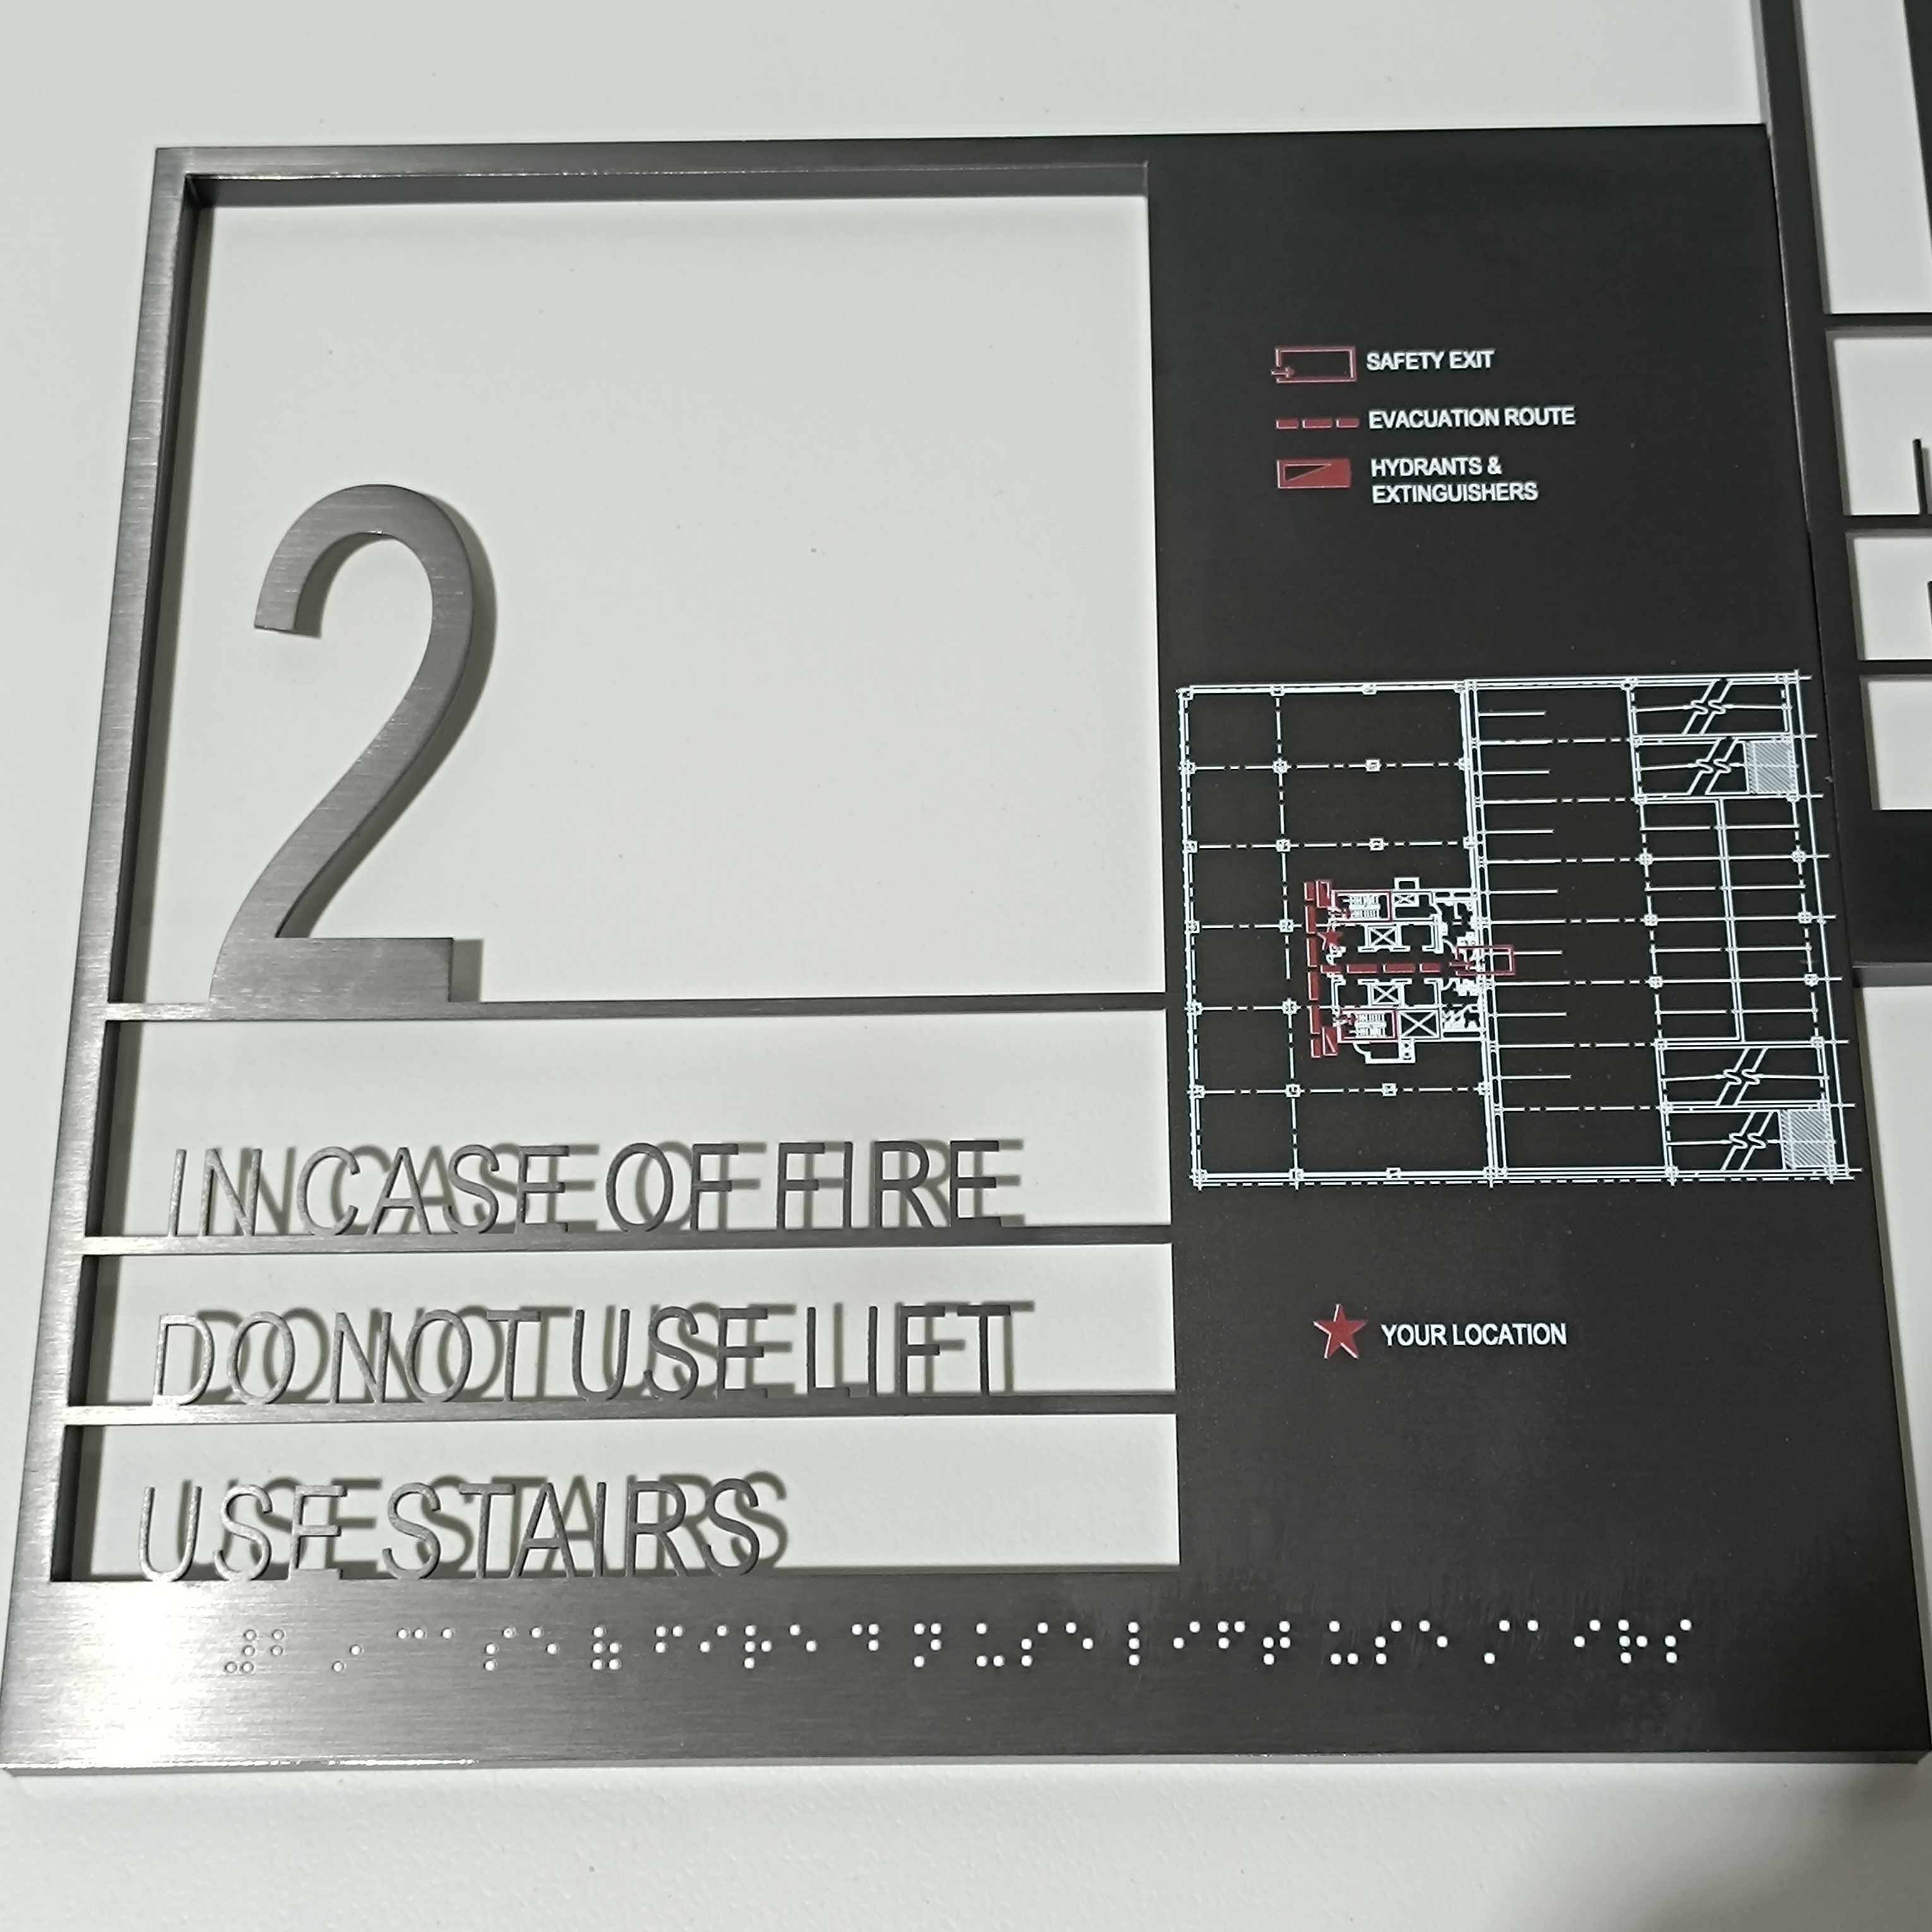 2
IN CASE OF FIRE
DO NOT USE LIFT
USE STAIRS
SAFETY EXIT
EVACUATION ROUTE
HYDRANTS &
EXTINGUISHERS
YOUR LOCATION